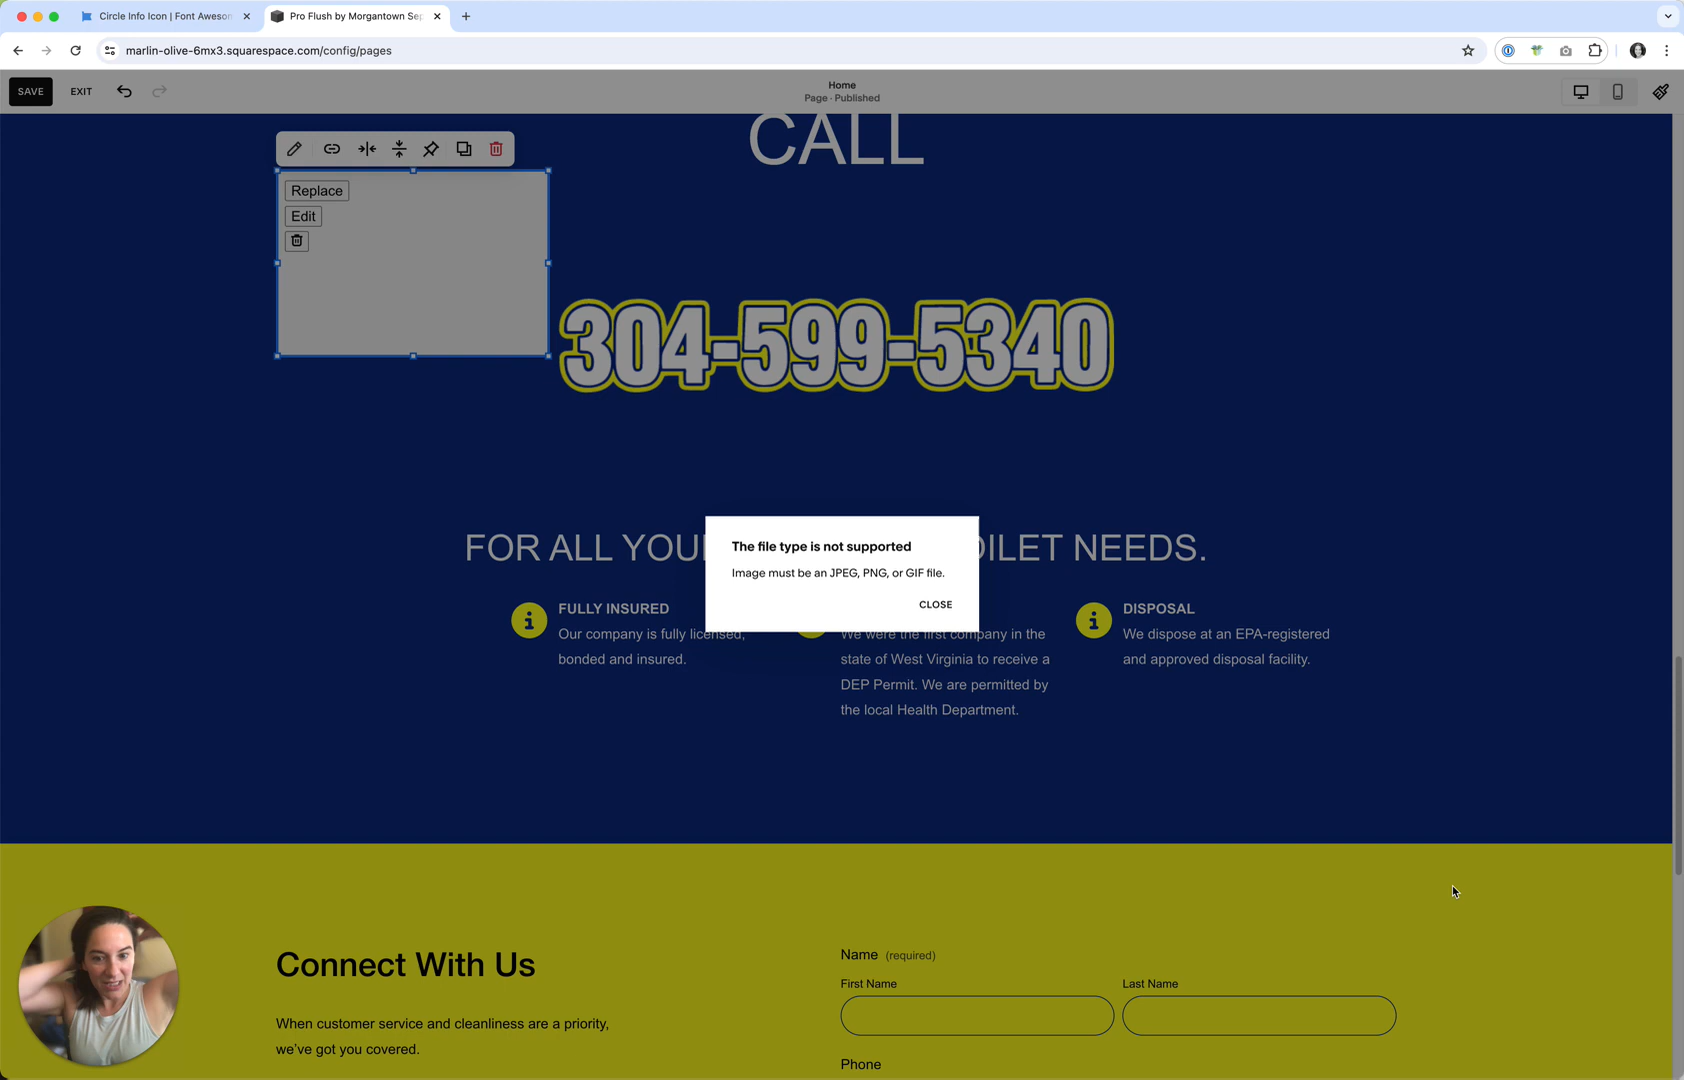 Circle Info Icon | Font Aweson
Pro Flush by Morgantown Sep
marlin-olive-6mx3.squarespace.com/config/pages
SAVE
EXIT
Home
Page · Published
CALL
Replace
Edit
304-599-5340
The file type is not supported
Image must be an JPEG, PNG, or GIF file.
CLOSE
FOR ALL YOU
OILET NEEDS.
FULLY INSURED
Our company is fully licensed,
bonded and insured.
We were the first company in the
state of West Virginia to receive a
DEP Permit. We are permitted by
the local Health Department.
DISPOSAL
We dispose at an EPA-registered
and approved disposal facility.
Connect With Us
When customer service and cleanliness are a priority,
we've got you covered.
Name (required)
First Name
Last Name
Phone